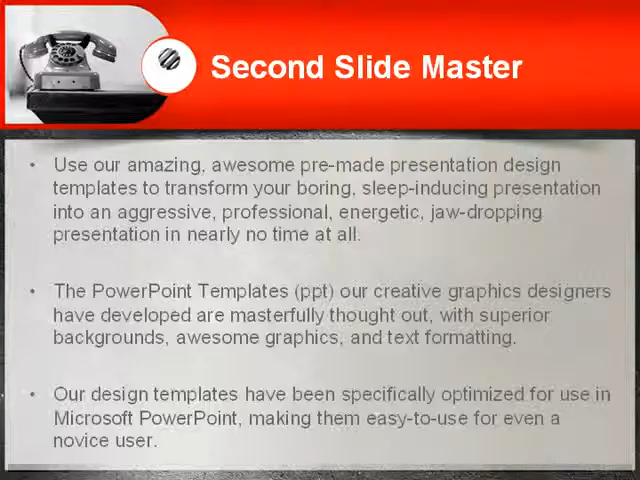 Second Slide Master
• Use our amazing, awesome pre-made presentation design
templates to transform your boring, sleep-inducing presentation
into an aggressive, professional, energetic, jaw-dropping
presentation in nearly no time at all.
• The PowerPoint Templates (ppt) our creative graphics designers
have developed are masterfully thought out, with superior
backgrounds, awesome graphics, and text formatting.
• Our design templates have been specifically optimized for use in
Microsoft PowerPoint, making them easy-to-use for even a
novice user.